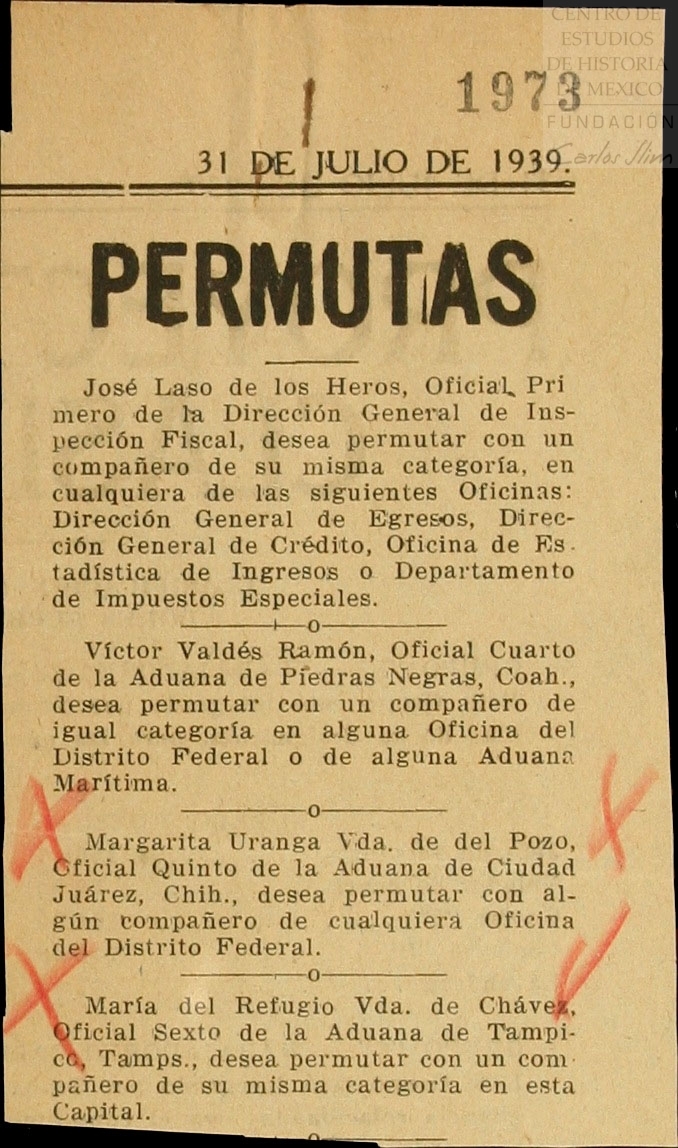 CENTRO DE
ESTUDIOS
DE HISTORIA
DE MEXICO
FUNDACIÓN
Carlos Slim
1973
31 DE JULIO DE 1939.
PERMUTAS
José Laso de los Heros, Oficial Pri
mero de la Dirección General de Ins-
pección Fiscal, desea permutar con un
compañero de su misma categoría, en
cualquiera de las siguientes Oficinas:
Dirección General de Egresos, Direc-
ción General de Crédito, Oficina de Es-
tadística de Ingresos o Departamento
de Impuestos Especiales.
o
Víctor Valdés Ramón, Oficial Cuarto
de la Aduana de Piedras Negras, Coah.,
desea permutar con un compañero de
igual categoría en alguna Oficina del
Distrito Federal o de alguna Aduana
Marítima.
o
Margarita Uranga Vda. de del Pozo,
Oficial Quinto de la Aduana de Ciudad
Juárez, Chih., desea permutar con al-
gún compañero de cualquiera Oficina
del Distrito Federal.
o
María del Refugio Vda. de Chávez,
Oficial Sexto de la Aduana de Tampi-
co, Tamps., desea permutar con un com-
pañero de su misma categoría en esta
Capital.
o